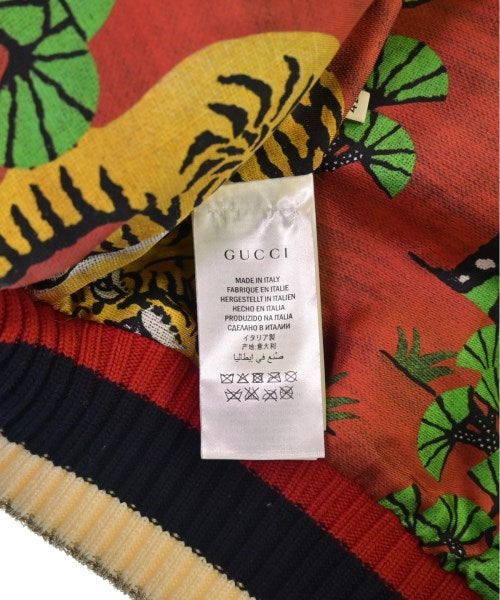 GUCCI
MADE IN ITALY
FABRIQUE EN ITALIE
HERGESTELLT IN ITALIEN
HECHO EN ITALIA
PRODUZIDO NA ITALIA
СДЕЛАНО В ИТАЛИИ
イタリア製
产地:意大利
صنع في إيطاليا